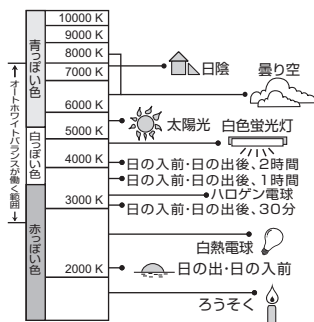 10000 K
9000 K
8000 K
7000 K
6000 K
5000 K
4000 K
3000 K
2000 K
オートホワイトバランスが働く範囲
青っぽい色
白っぽい色
赤っぽい色
日陰
曇り空
太陽光
白色蛍光灯
日の入前･日の出後､2時間
日の入前･日の出後､1時間
ハロゲン電球
日の入前･日の出後､30分
白熱電球
日の出･日の入前
ろうそく